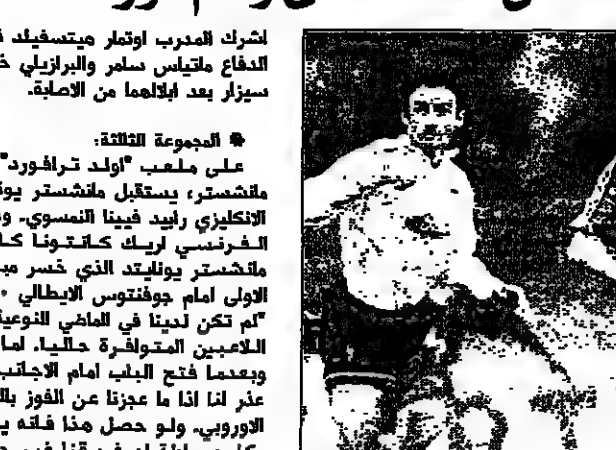 اشرك المدرب اوتمار هيتسفيلد
الدفاع ماتياس سامر والبرازيلي
سيزار بعد ابلالهما من الاصابة.
المجموعة الثالثة:
على ملعب "اولد ترافورد"
مانشستر، يستقبل مانشستر
الانكليزي رابيد فيينا النمسوي.
الفرنسي اريك كانتونا
مانشستر يونايتد الذي خسر
الاولى امام جوفنتوس الايطالي
"لم تكن لدينا في الماضي النوعية
اللاعبين المتوافرة حاليا. اما
وبعدما فتح الباب امام الاجانب
عذر لنا اذا ما عجزنا عن الفوز
الاوروبي. ولو حصل هذا فانه